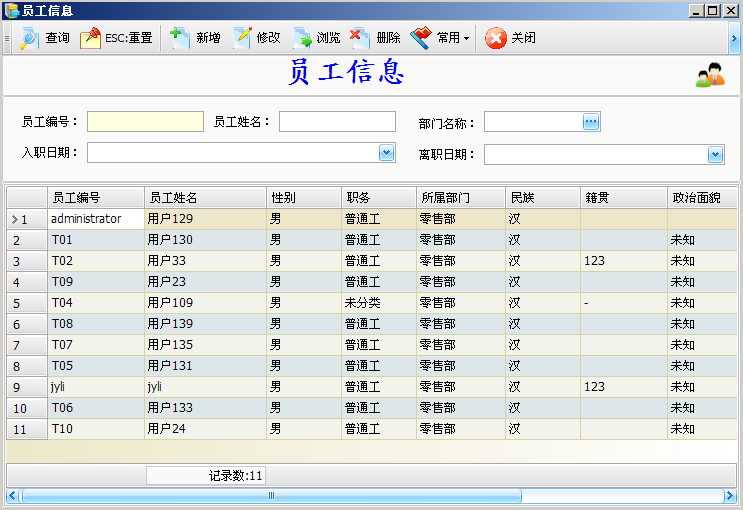 员工信息
查询 ESC:重置 新增 修改 浏览 删除 常用 关闭
员工信息
员工编号： 员工姓名： 部门名称：
入职日期： 离职日期：
员工编号 员工姓名 性别 职务 所属部门 民族 籍贯 政治面貌
1 administrator 用户129 男 普通工 零售部 汉
2 T01 用户130 男 普通工 零售部 汉 未知
3 T02 用户33 男 普通工 零售部 汉 123 未知
4 T09 用户23 男 普通工 零售部 汉 未知
5 T04 用户109 男 未分类 零售部 汉 - 未知
6 T08 用户139 男 普通工 零售部 汉 未知
7 T07 用户135 男 普通工 零售部 汉 未知
8 T05 用户131 男 普通工 零售部 汉 未知
9 jyli jyli 男 普通工 零售部 汉 123 未知
10 T06 用户133 男 普通工 零售部 汉 未知
11 T10 用户24 男 普通工 零售部 汉 未知
记录数:11